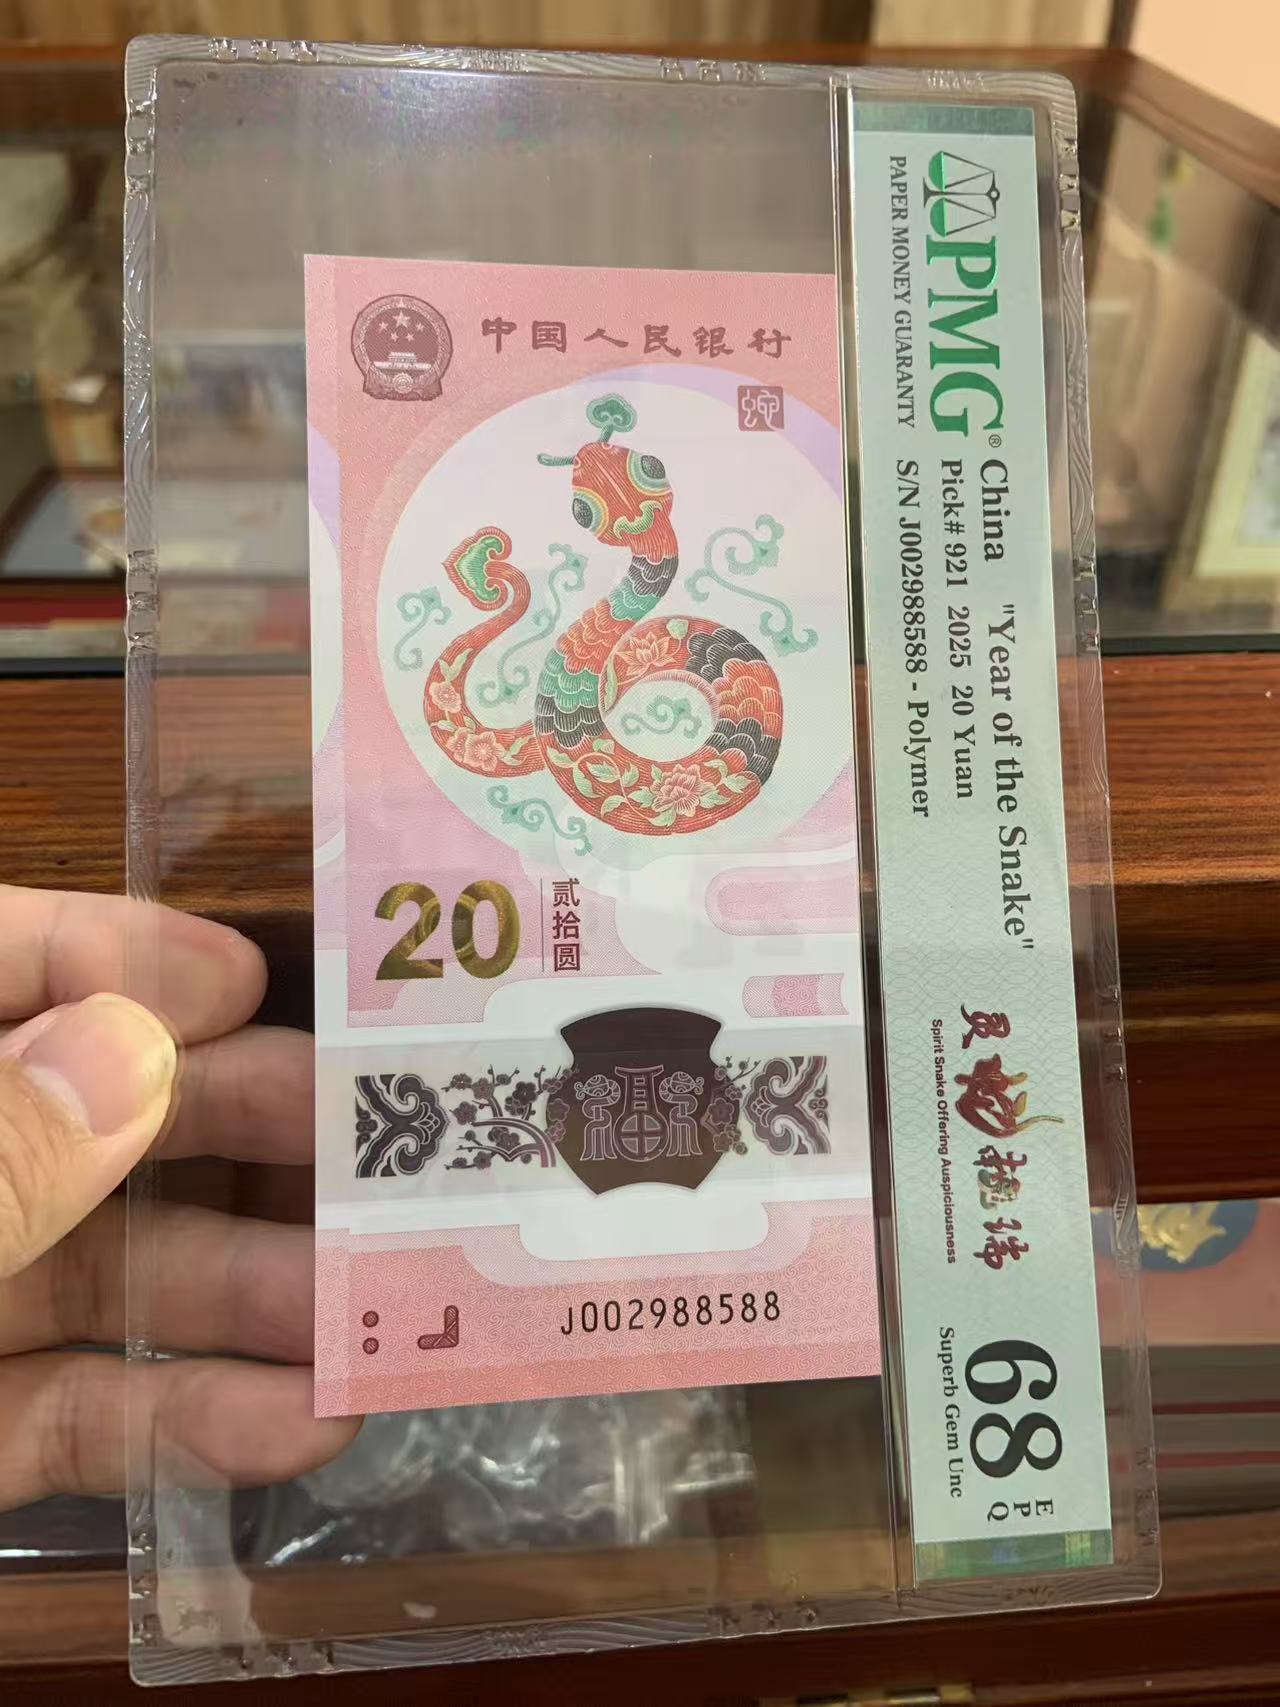 中国人民银行
蛇
20
贰拾圆
福
J002988588
PMG®
PAPER MONEY GUARANTY
China "Year of the Snake"
Pick# 921 2025 20 Yuan
S/N J002988588 - Polymer
灵蛇献瑞
Spirit Snake Offering Auspiciousness
68
EPQ
Superb Gem Unc